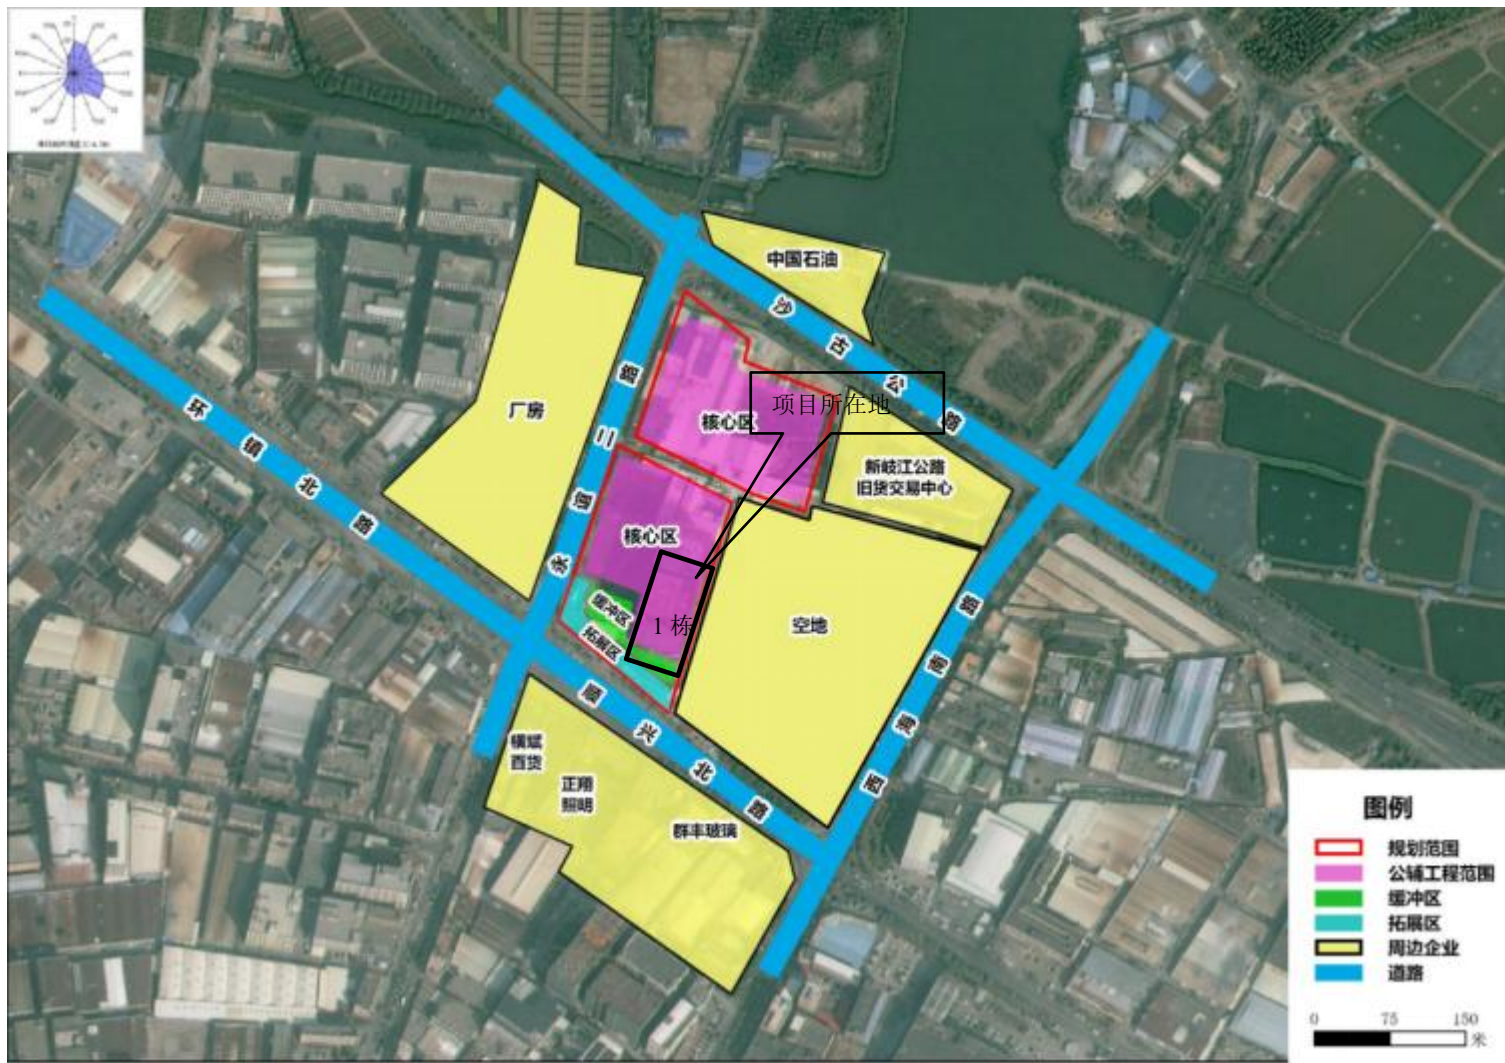 中国石油
沙古公路
永谊二路
厂房
核心区
项目所在地
新岐江公路
旧货交易中心
环镇北路
核心区
缓冲区
拓展区
1 栋
空地
西海南路
顺兴北路
横斌
百货
正翔
照明
群丰玻璃
图例
规划范围
公辅工程范围
缓冲区
拓展区
周边企业
道路
0 75 150
米